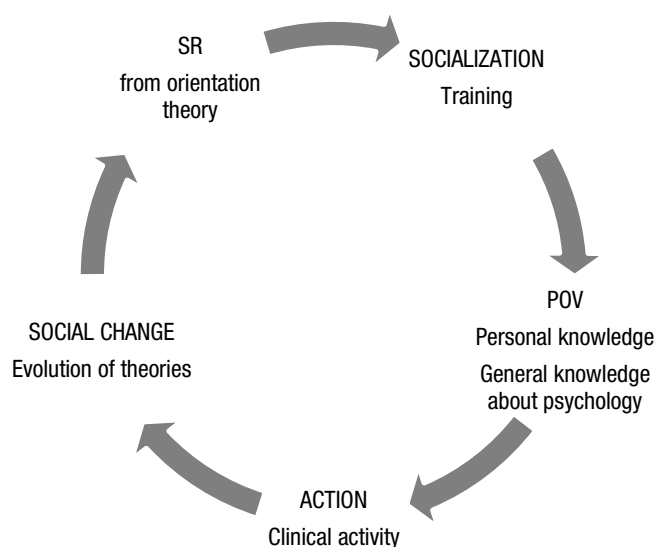 SR
from orientation
theory
SOCIALIZATION
Training
POV
Personal knowledge
General knowledge
about psychology
ACTION
Clinical activity
SOCIAL CHANGE
Evolution of theories